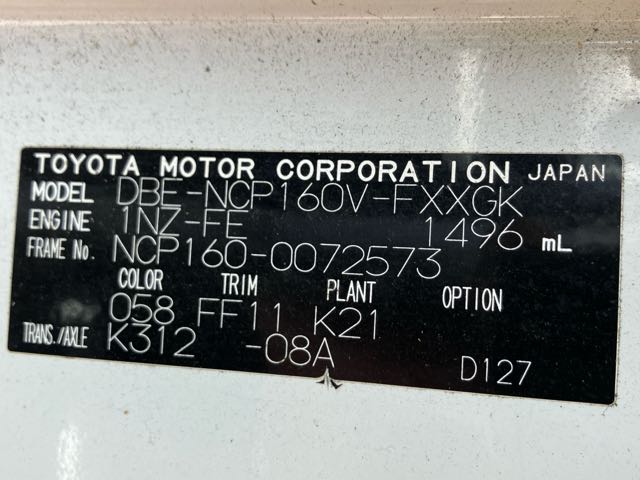 TOYOTA MOTOR CORPORATION JAPAN
MODEL DBE-NCP160V-FXXGK
ENGINE 1NZ-FE 1496 mL
FRAME No. NCP160-0072573
COLOR TRIM PLANT OPTION
058 FF11 K21
TRANS./AXLE K312 -08A D127